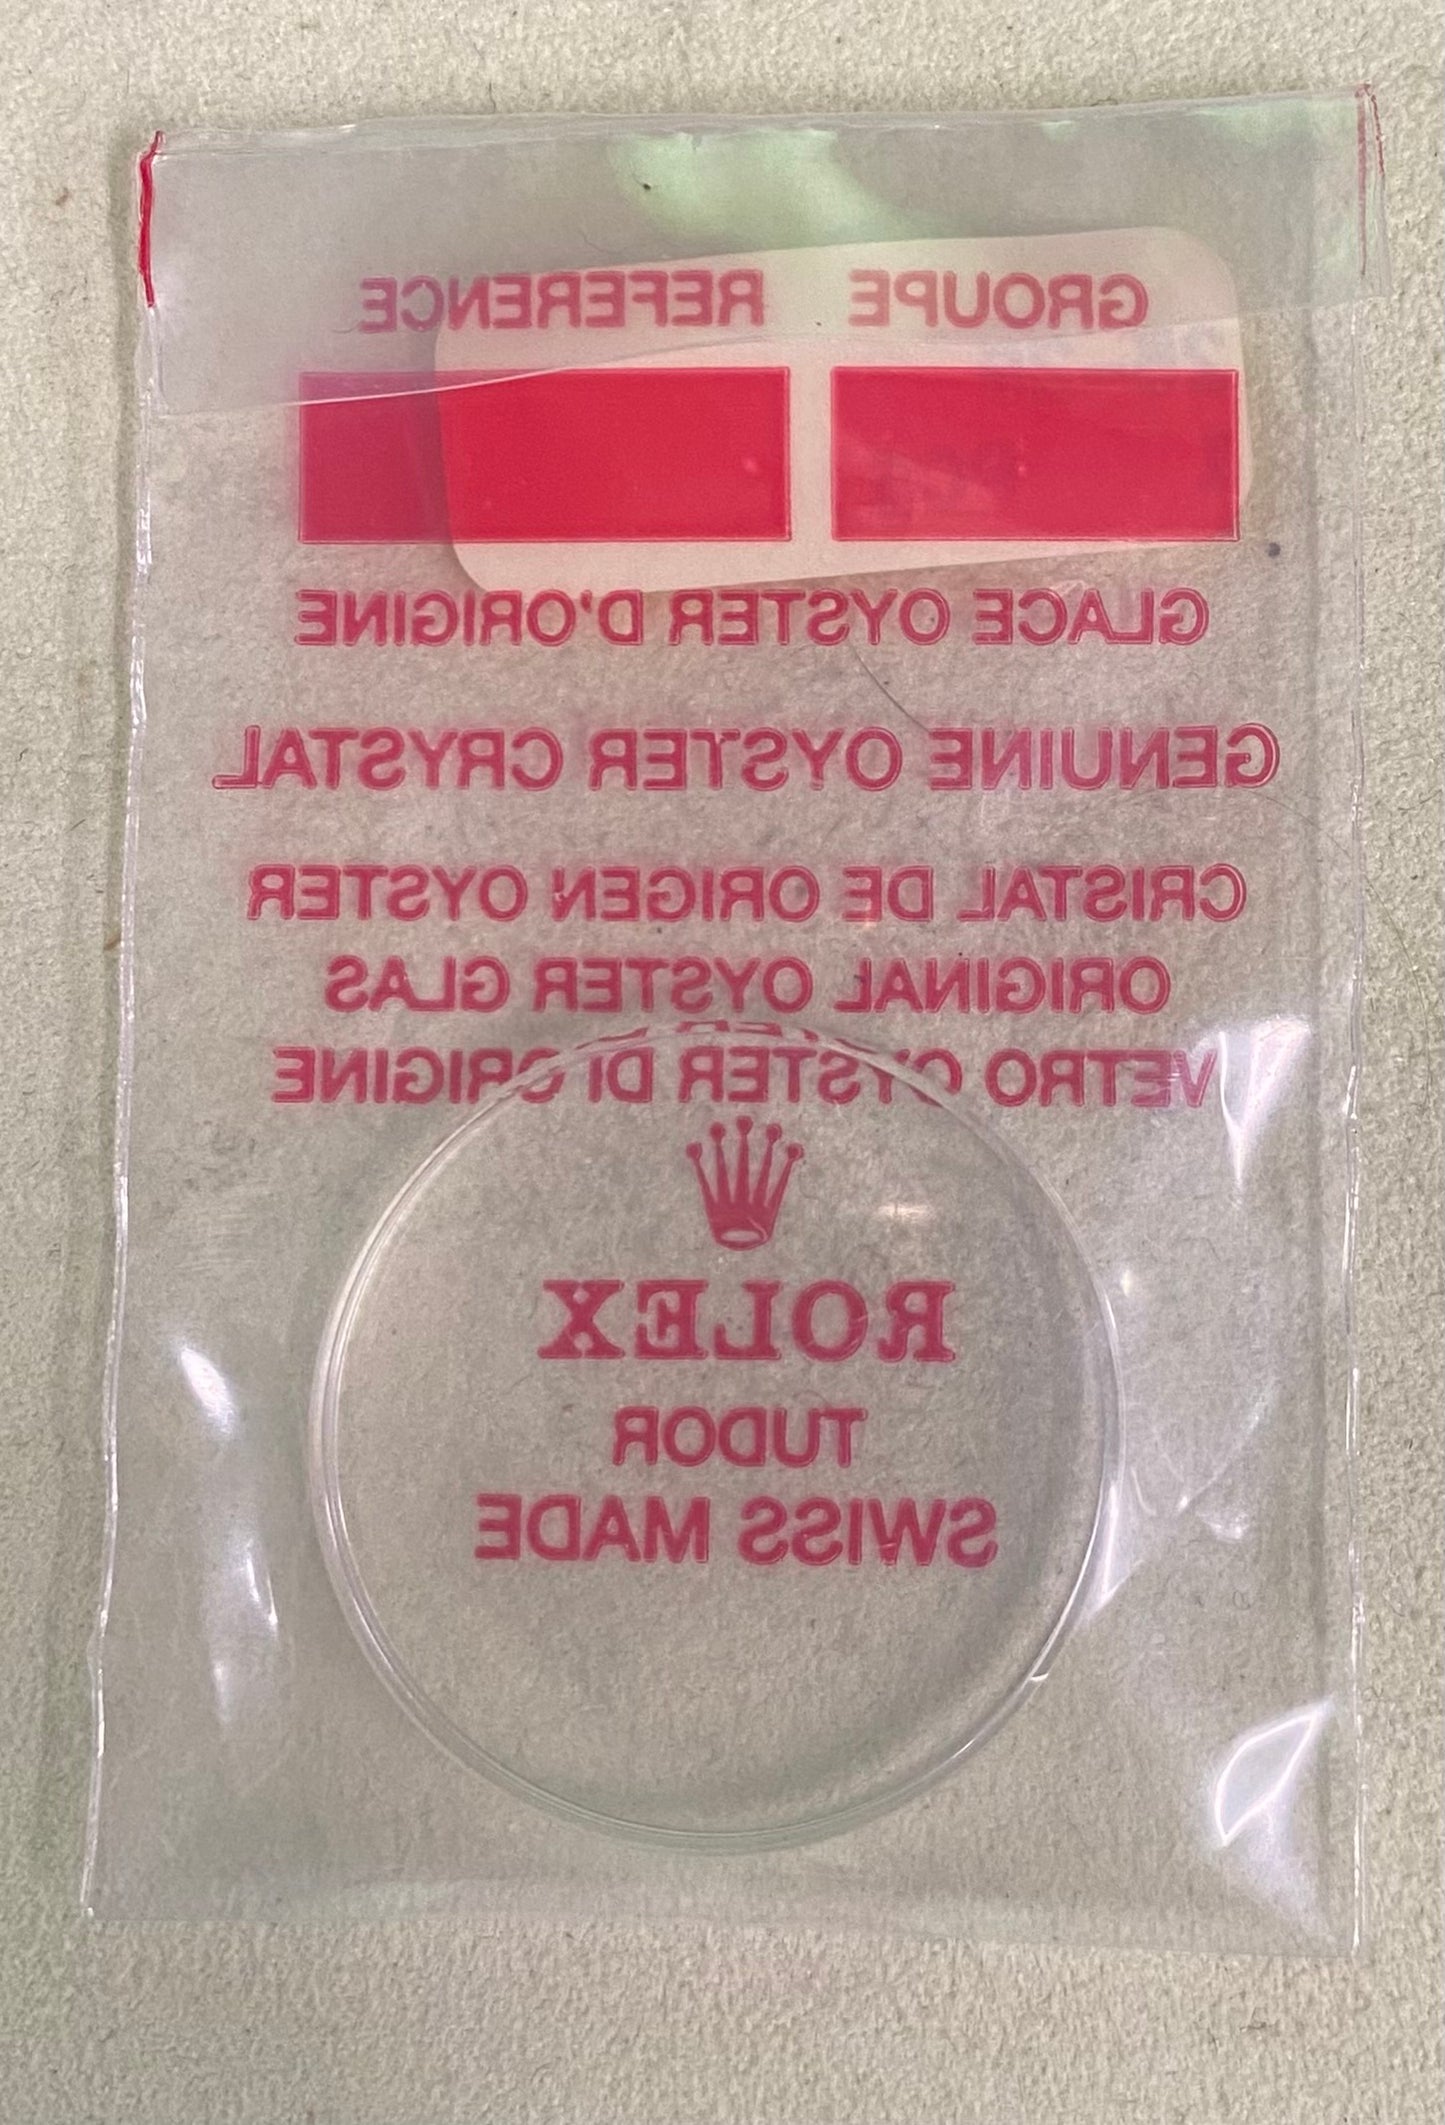 GROUPE REFERENCE
GLACE OYSTER D'ORIGINE
GENUINE OYSTER CRYSTAL
CRISTAL DE ORIGEN OYSTER
ORIGINAL OYSTER GLAS
VETRO OYSTER DI ORIGINE
ROLEX
TUDOR
SWISS MADE